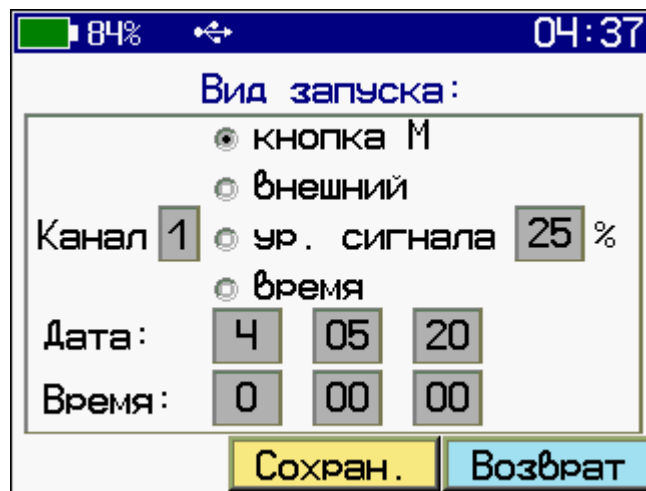 84% 04:37
Вид запуска:
кнопка М
внешний
Канал 1 ур. сигнала 25 %
время
Дата: 4 05 20
Время: 0 00 00
Сохран. Возврат